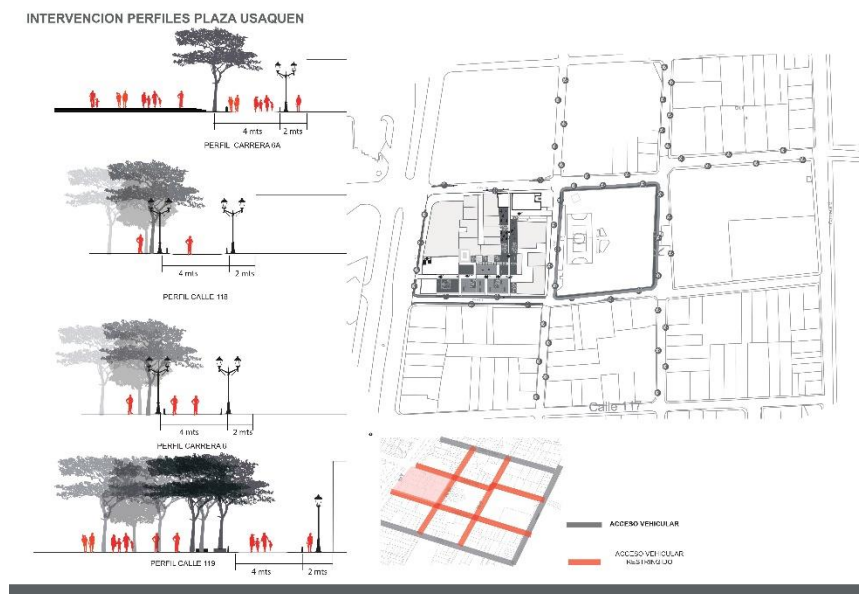 INTERVENCION PERFILES PLAZA USAQUEN
4 mts
2 mts
PERFIL CARRERA 6A
4 mts
2 mts
PERFIL CALLE 118
4 mts
2 mts
PERFIL CARRERA 6
4 mts
2 mts
PERFIL CALLE 119
Calle 117
ACCESO VEHICULAR
ACCESO VEHICULAR
RESTRINGIDO